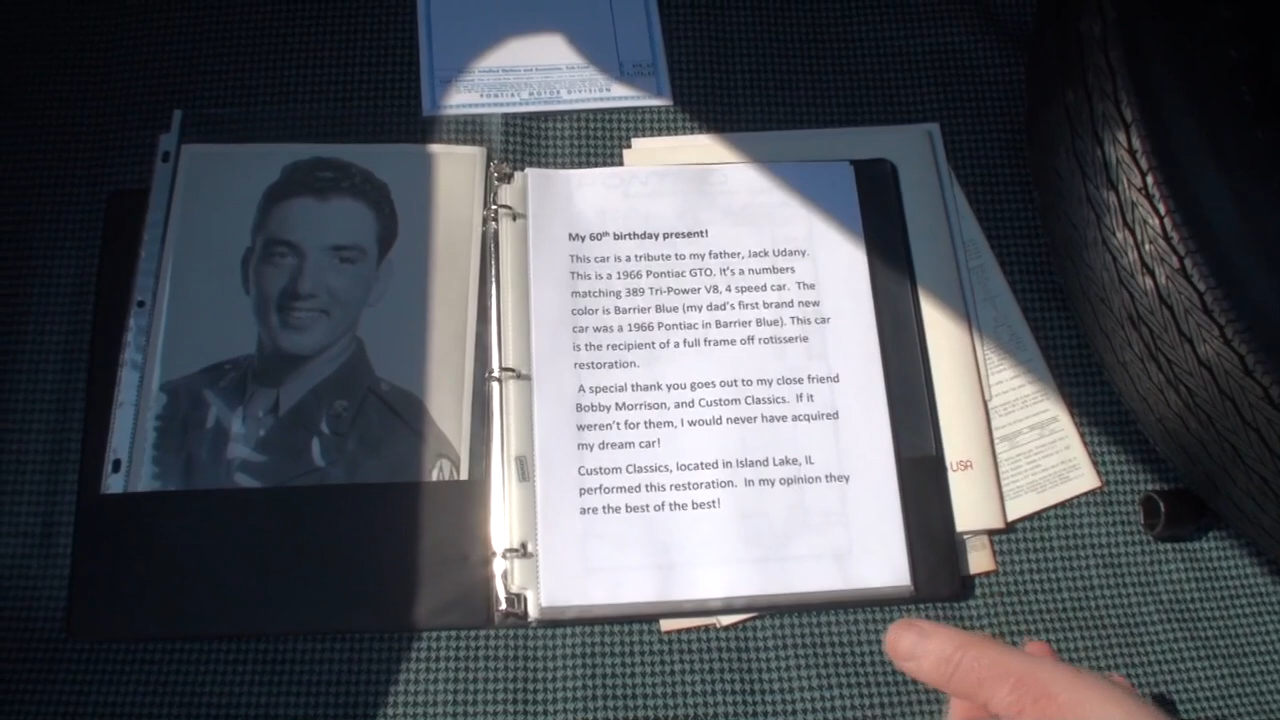 PONTIAC MOTOR DIVISION
My 60th birthday present!
This car is a tribute to my father, Jack Udany.
This is a 1966 Pontiac GTO. It's a numbers
matching 389 Tri-Power V8, 4 speed car. The
color is Barrier Blue (my dad's first brand new
car was a 1966 Pontiac in Barrier Blue). This car
is the recipient of a full frame off rotisserie
restoration.
A special thank you goes out to my close friend
Bobby Morrison, and Custom Classics. If it
weren't for them, I would never have acquired
my dream car!
Custom Classics, located in Island Lake, IL
performed this restoration. In my opinion they
are the best of the best!
USA